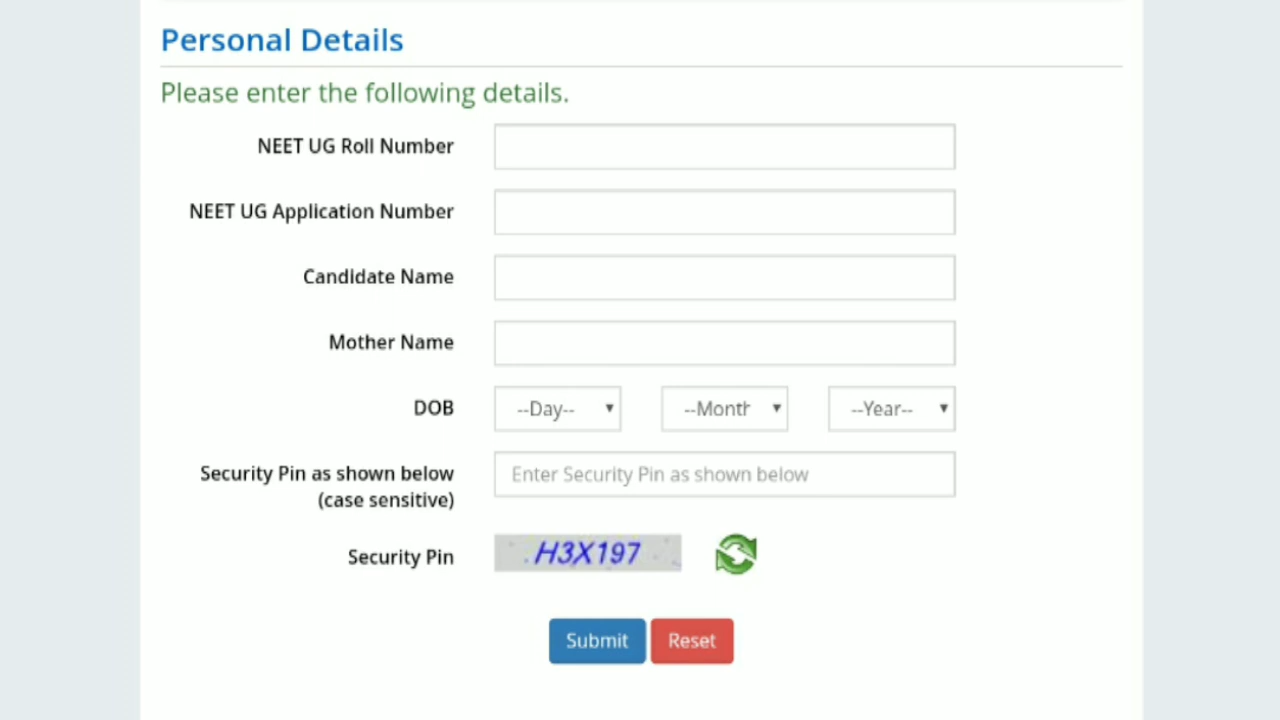 Personal Details
Please enter the following details.
NEET UG Roll Number
NEET UG Application Number
Candidate Name
Mother Name
DOB --Day-- --Month --Year--
Security Pin as shown below Enter Security Pin as shown below
(case sensitive)
Security Pin H3X197
Submit Reset